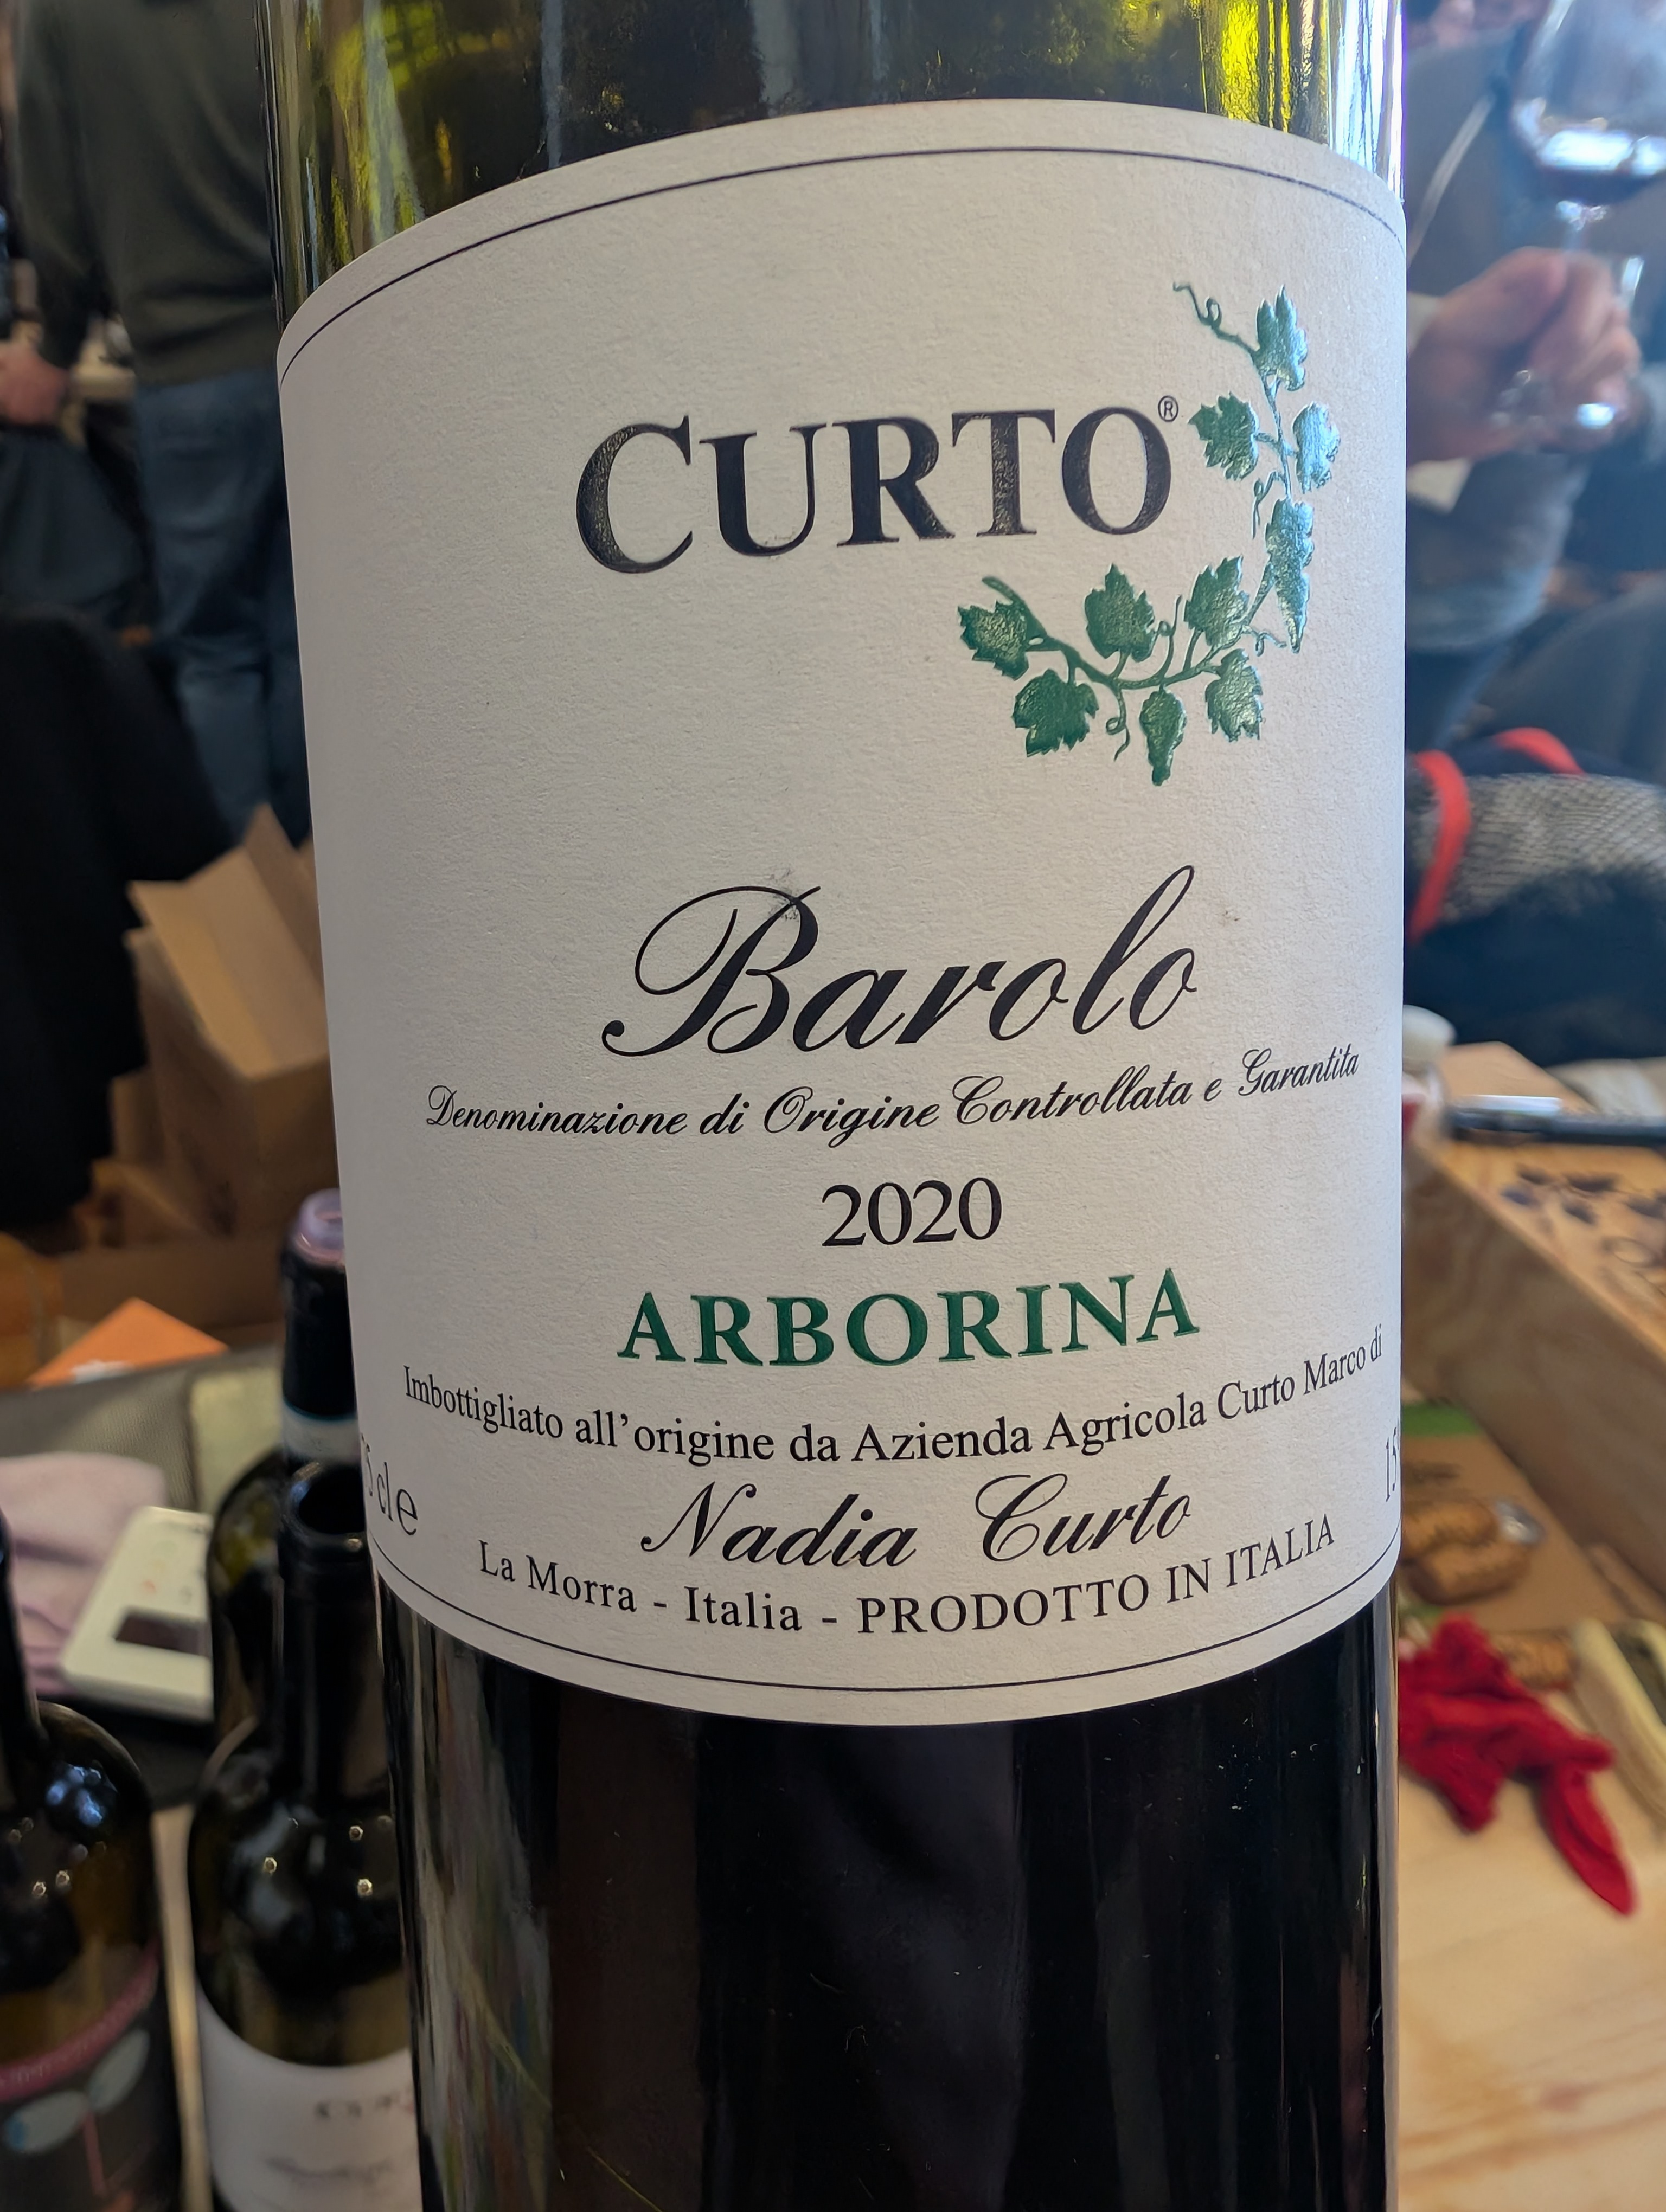 CURTO®
Barolo
Denominazione di Origine Controllata e Garantita
2020
ARBORINA
Imbottigliato all'origine da Azienda Agricola Curto Marco di
cl e
Nadia Curto
La Morra - Italia - PRODOTTO IN ITALIA